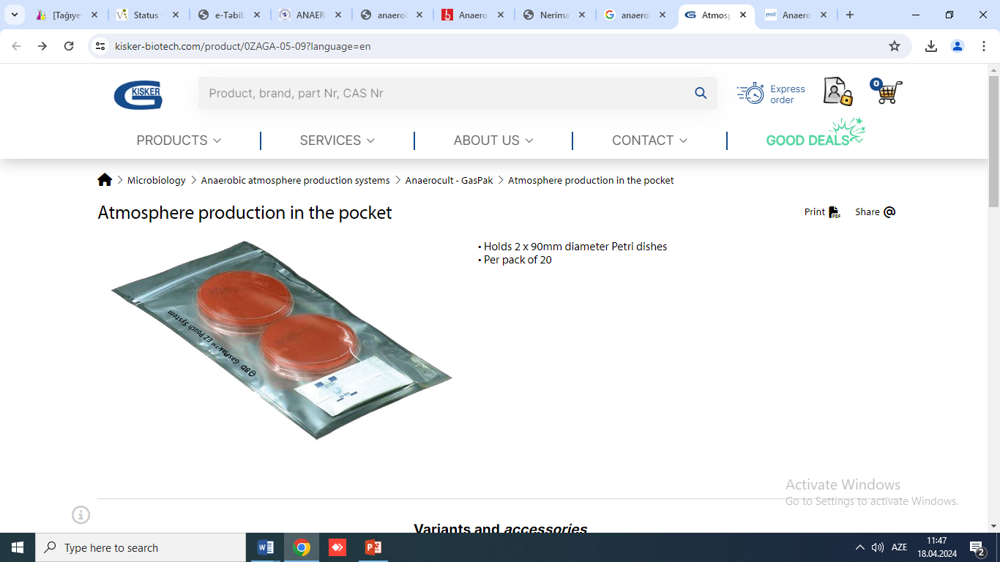 [Tağıye
Status
e-Təbib
ANAER
anaerol
Anaero
Nerima
anaero
Atmosp
Anaero
kisker-biotech.com/product/0ZAGA-05-09?language=en
KISKER
Product, brand, part Nr, CAS Nr
Express
order
0
PRODUCTS
SERVICES
ABOUT US
CONTACT
GOOD DEALS
Microbiology
Anaerobic atmosphere production systems
Anaerocult - GasPak
Atmosphere production in the pocket
Atmosphere production in the pocket
Print
PDF
Share @
• Holds 2 x 90mm diameter Petri dishes
• Per pack of 20
BD GasPak™ EZ Pouch System
Activate Windows
Go to Settings to activate Windows.
Variants and accessories
Type here to search
AZE
11:47
18.04.2024
2